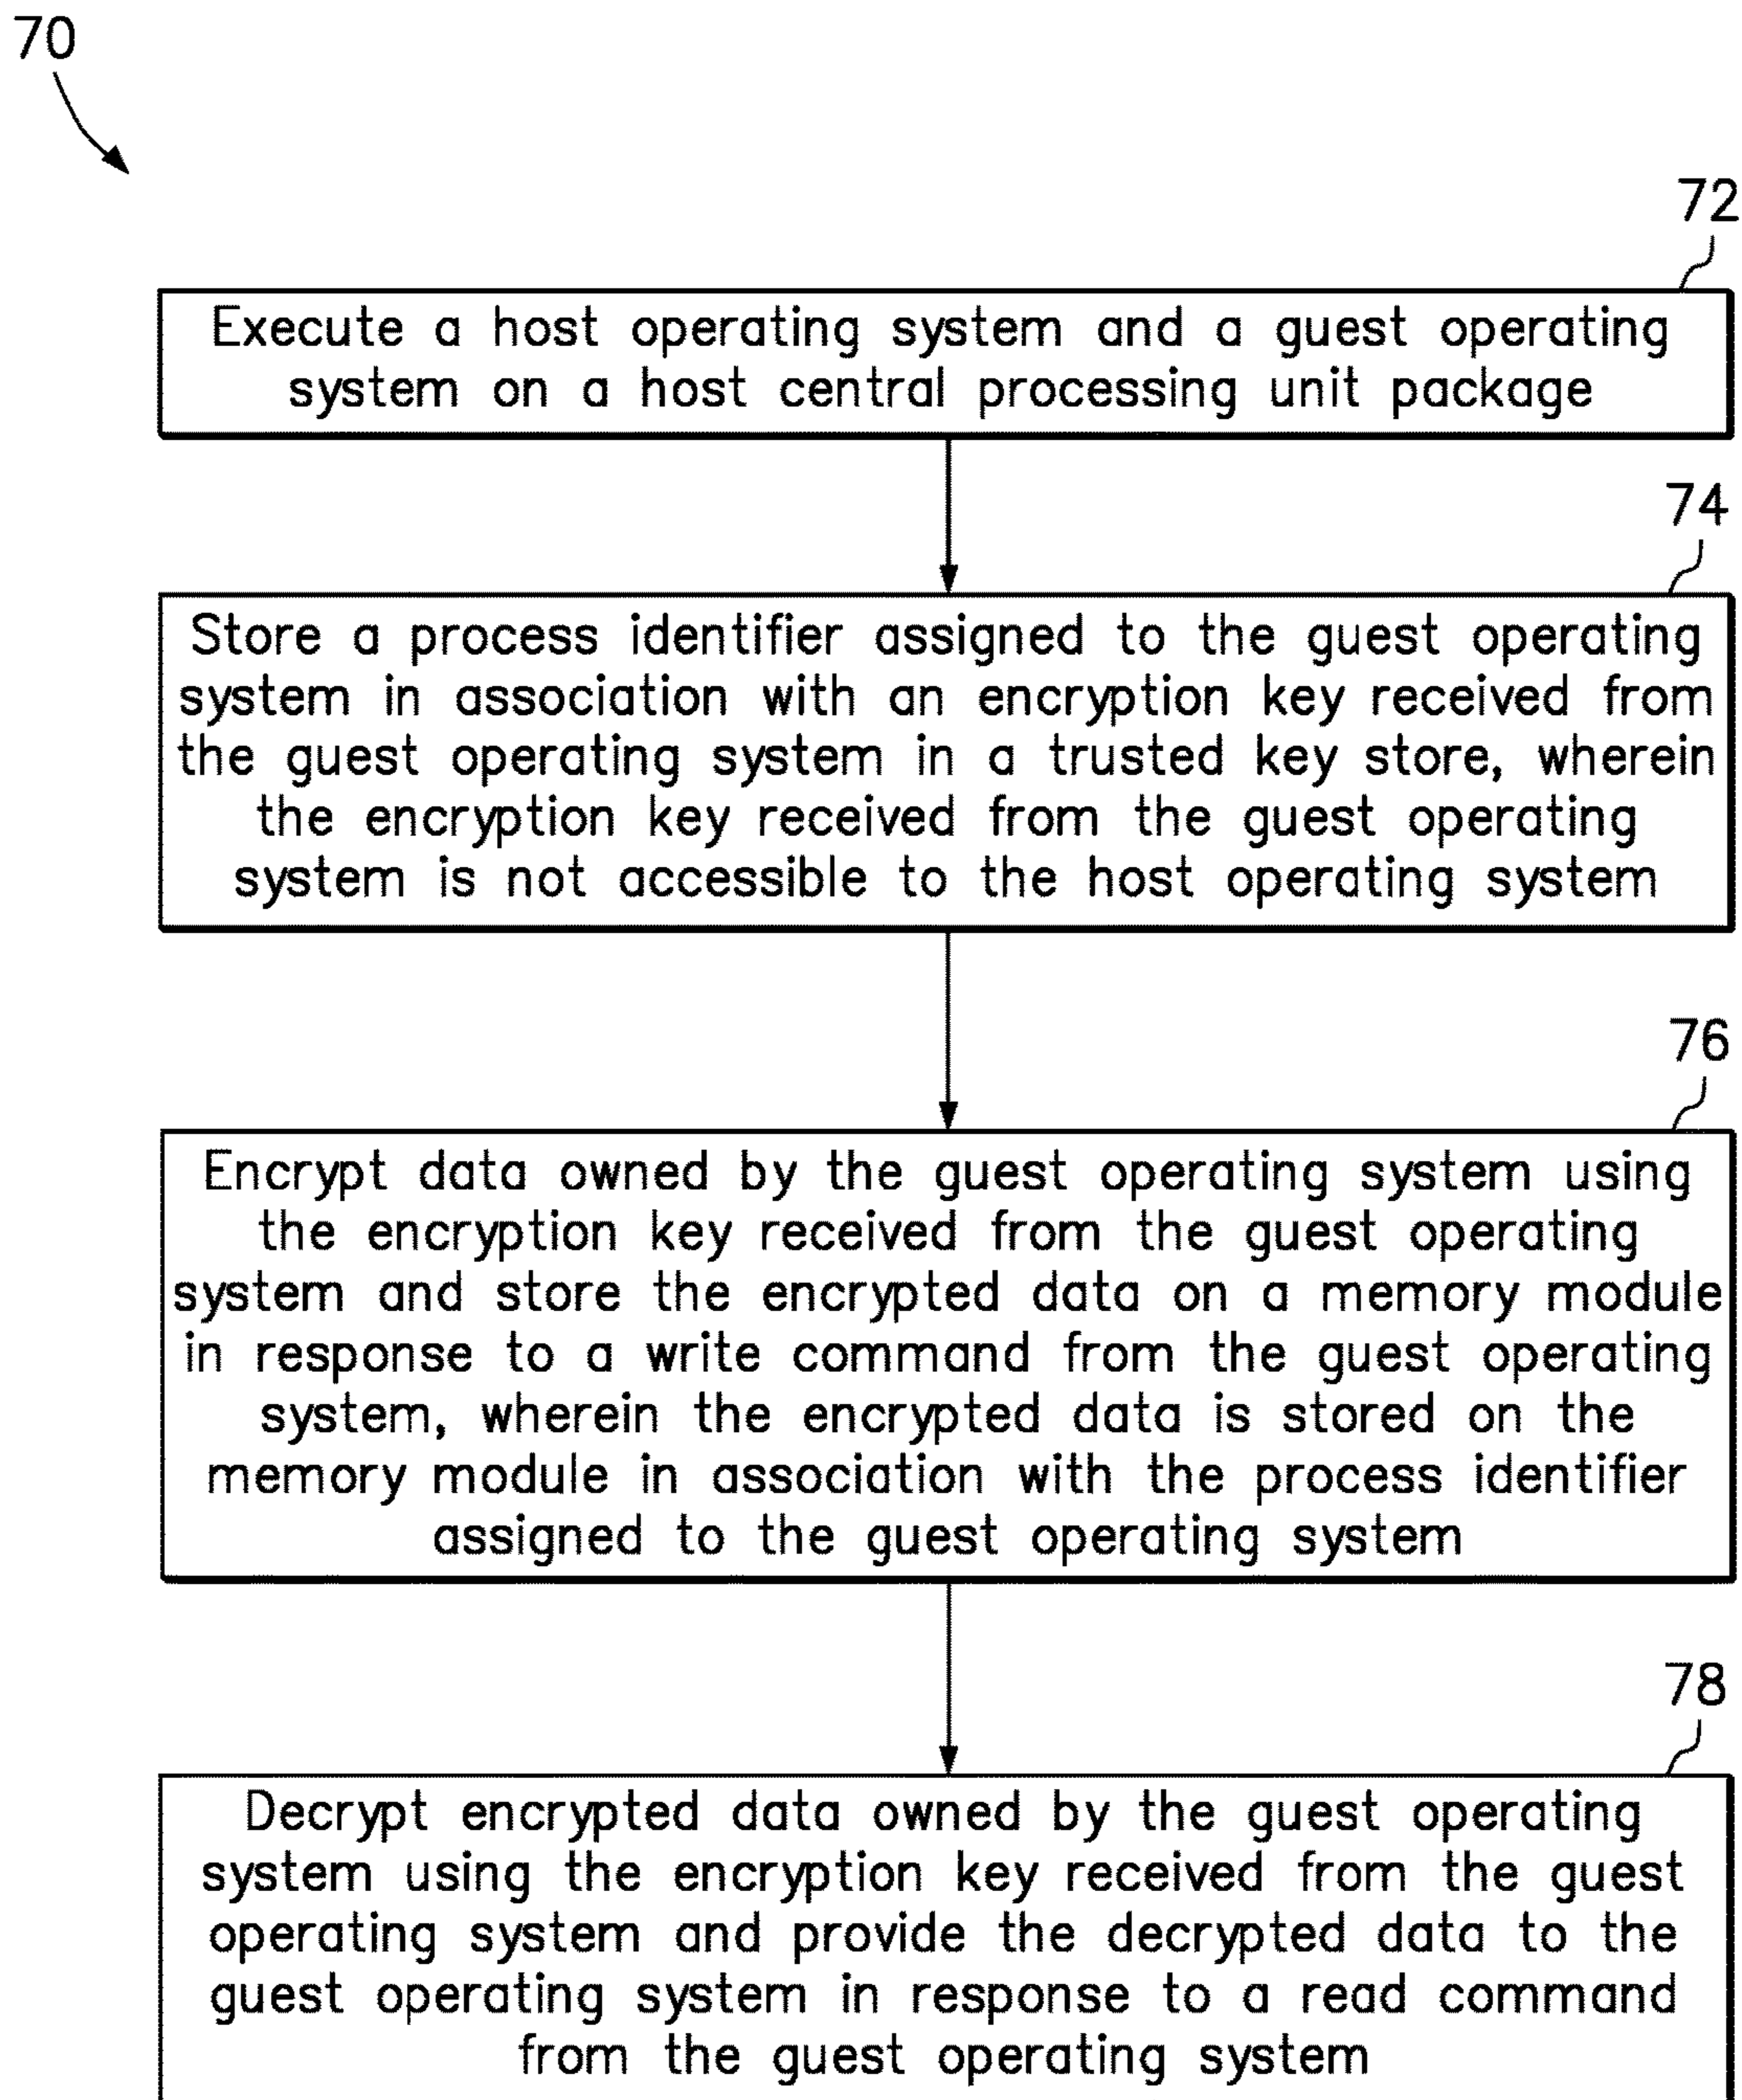 70
72
Execute a host operating system and a guest operating
system on a host central processing unit package
74
Store a process identifier assigned to the guest operating
system in association with an encryption key received from
the guest operating system in a trusted key store, wherein
the encryption key received from the guest operating
system is not accessible to the host operating system
76
Encrypt data owned by the guest operating system using
the encryption key received from the guest operating
system and store the encrypted data on a memory module
in response to a write command from the guest operating
system, wherein the encrypted data is stored on the
memory module in association with the process identifier
assigned to the guest operating system
78
Decrypt encrypted data owned by the guest operating
system using the encryption key received from the guest
operating system and provide the decrypted data to the
guest operating system in response to a read command
from the guest operating system